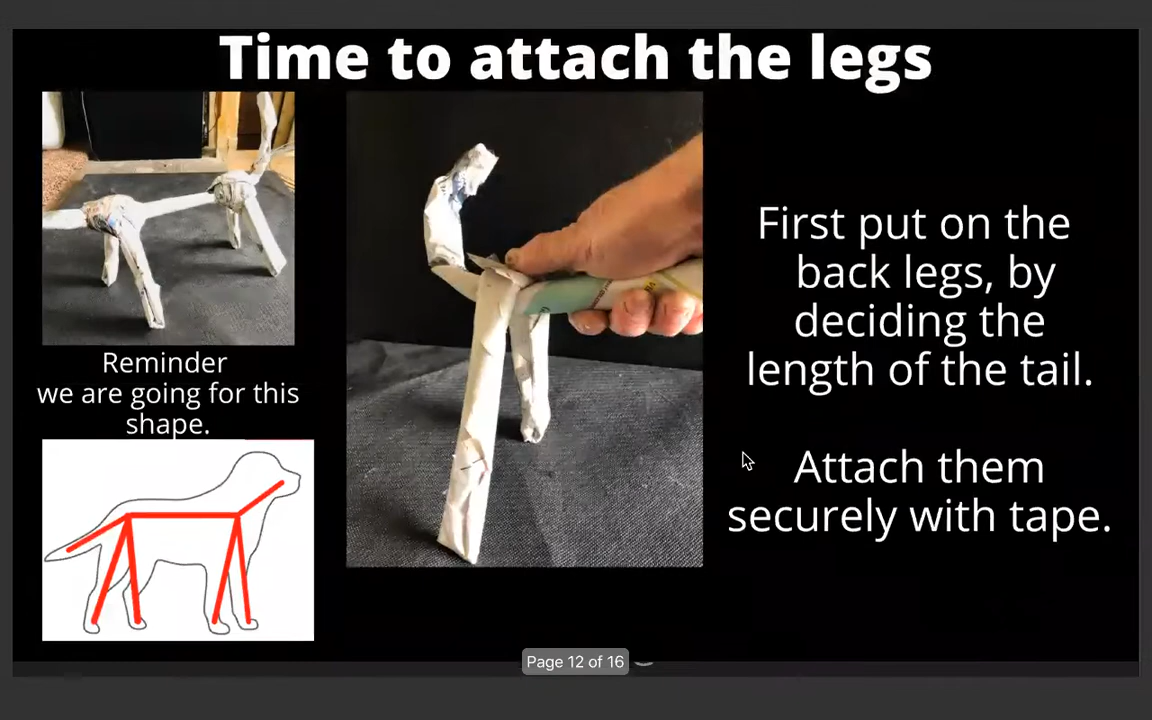 Time to attach the legs
Reminder
we are going for this
shape.
First put on the
back legs, by
deciding the
length of the tail.
Attach them
securely with tape.
Page 12 of 16